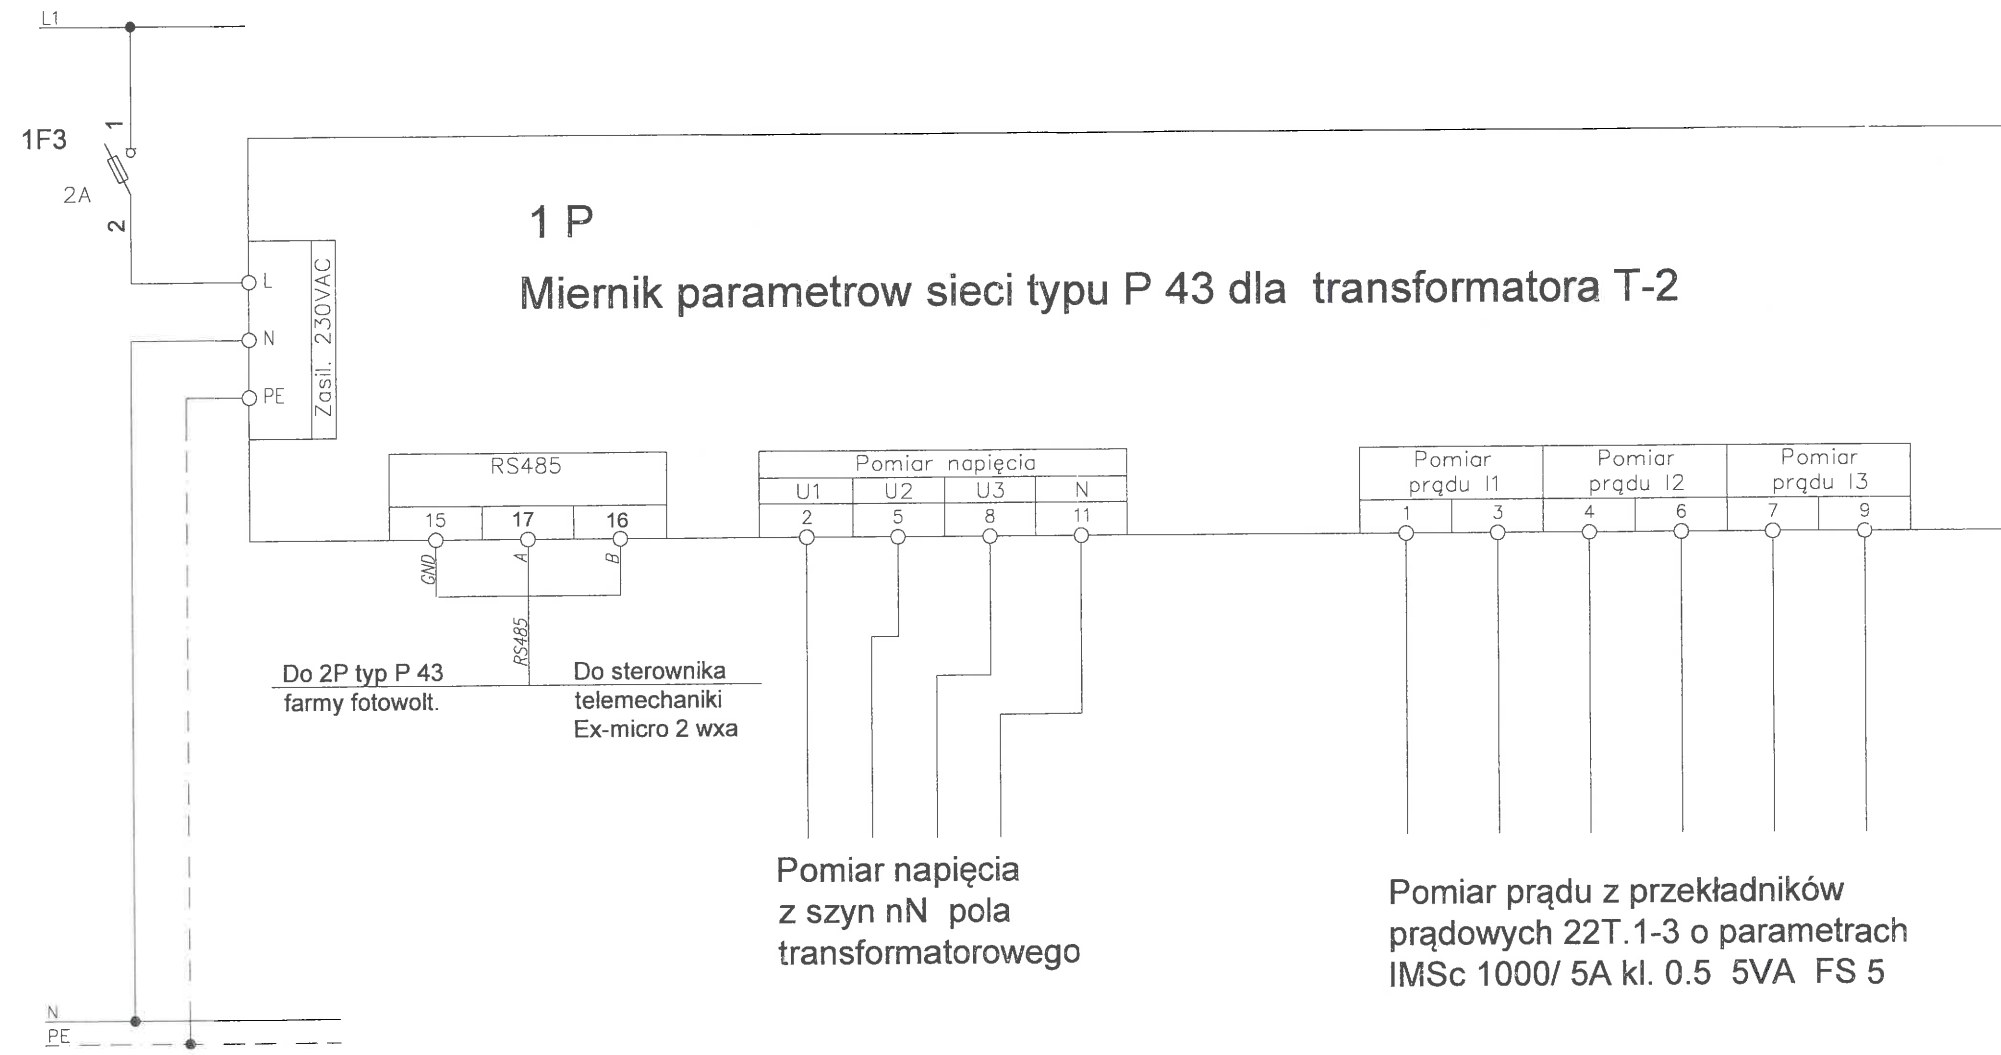 L1
1F3
1
2A
2
1 P
Miernik parametrow sieci typu P 43 dla transformatora T-2
L
N
PE
Zasil. 230VAC
RS485
15 17 16
GND A B
RS485
Do 2P typ P 43
farmy fotowolt.
Do sterownika
telemechaniki
Ex-micro 2 wxa
Pomiar napięcia
U1 U2 U3 N
2 5 8 11
Pomiar
prądu I1
Pomiar
prądu I2
Pomiar
prądu I3
1 3 4 6 7 9
Pomiar napięcia
z szyn nN pola
transformatorowego
Pomiar prądu z przekładników
prądowych 22T.1-3 o parametrach
IMSc 1000/ 5A kl. 0.5 5VA FS 5
N
PE